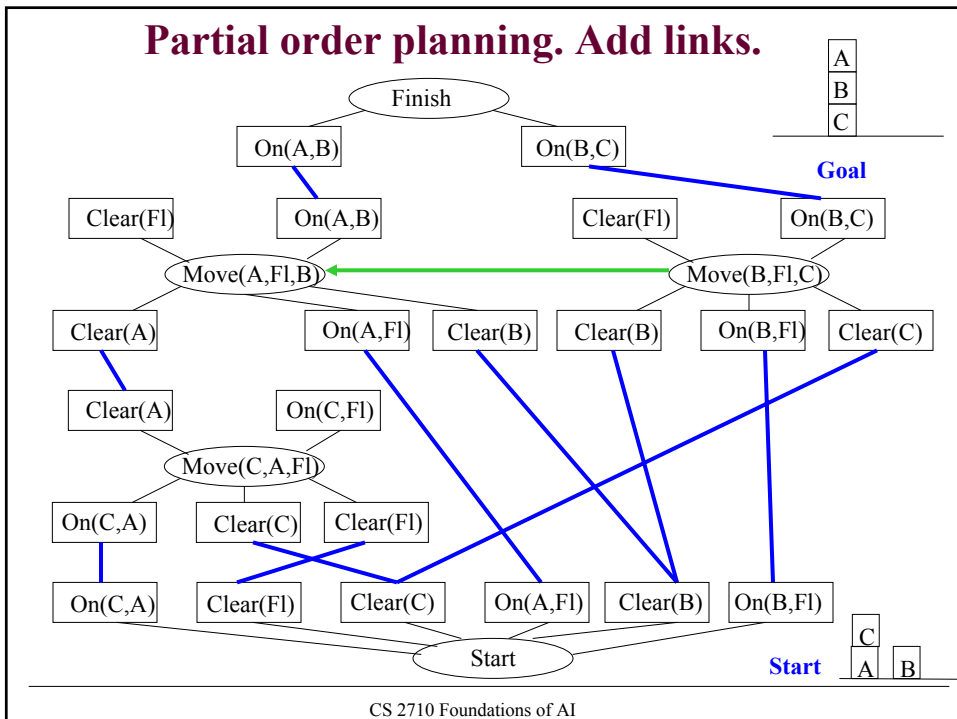 Partial order planning. Add links.
A
B
C
Finish
On(A,B)
On(B,C)
Goal
Clear(Fl)
On(A,B)
Clear(Fl)
On(B,C)
Move(A,Fl,B)
Move(B,Fl,C)
Clear(A)
On(A,Fl)
Clear(B)
Clear(B)
On(B,Fl)
Clear(C)
Clear(A)
On(C,Fl)
Move(C,A,Fl)
On(C,A)
Clear(C)
Clear(Fl)
On(C,A)
Clear(Fl)
Clear(C)
On(A,Fl)
Clear(B)
On(B,Fl)
Start
Start
C
A B
CS 2710 Foundations of AI